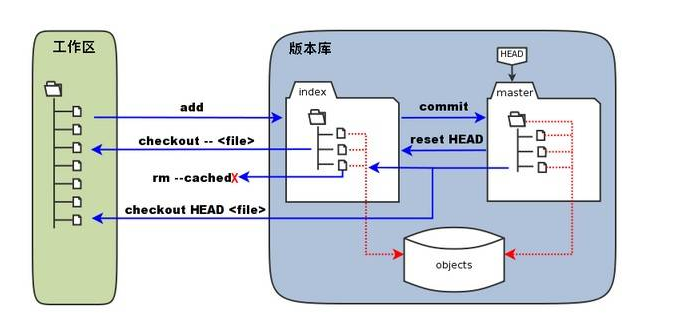 工作区
版本库
HEAD
index
master
add
commit
checkout -- <file>
reset HEAD
rm --cachedX
checkout HEAD <file>
objects